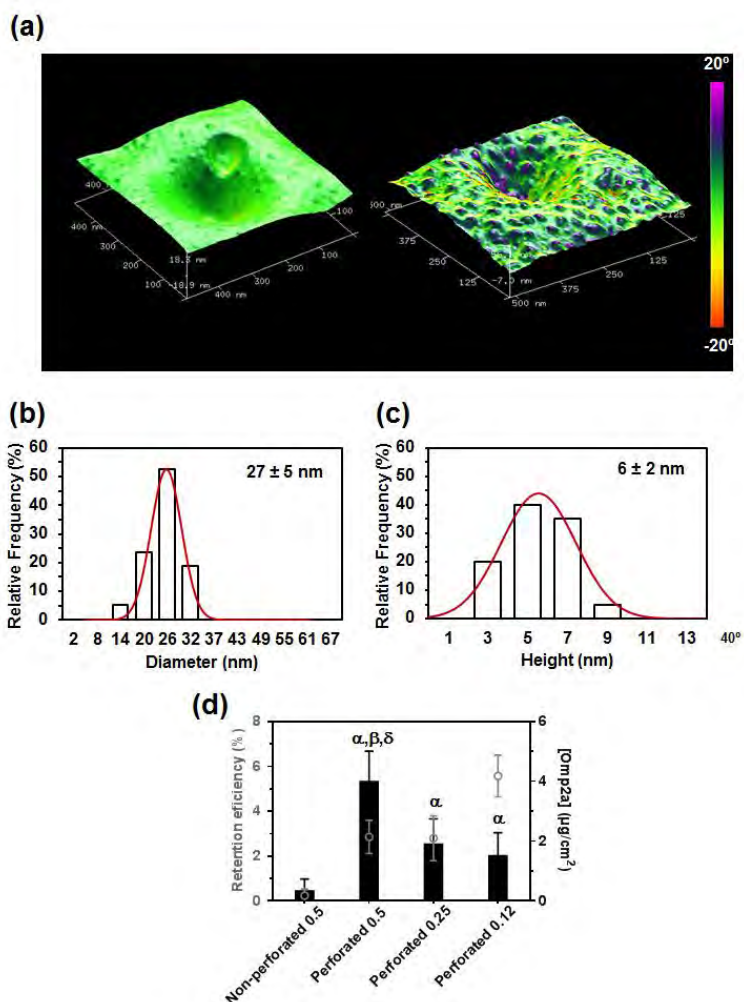 (a)
20º
400 nm
400 nm
300
200
100
18.3 nm
-18.9 nm
400
300
200
100
100
375
250
125
-7.
500 nm
375
250
125
125
-20º
(b)
Relative Frequency (%)
60
50
40
30
20
10
0
27 ± 5 nm
2 8 14 20 26 32 37 43 49 55 61 67
Diameter (nm)
(c)
Relative Frequency (%)
60
50
40
30
20
10
0
6 ± 2 nm
1 3 5 7 9 11 13
Height (nm)
40º
(d)
Retention eficiency (%)
8
6
4
2
0
α,β,δ
α
α
6
4
2
0
[Omp2a] (µg/cm²)
Non-perforated 0.5
Perforated 0.5
Perforated 0.25
Perforated 0.12